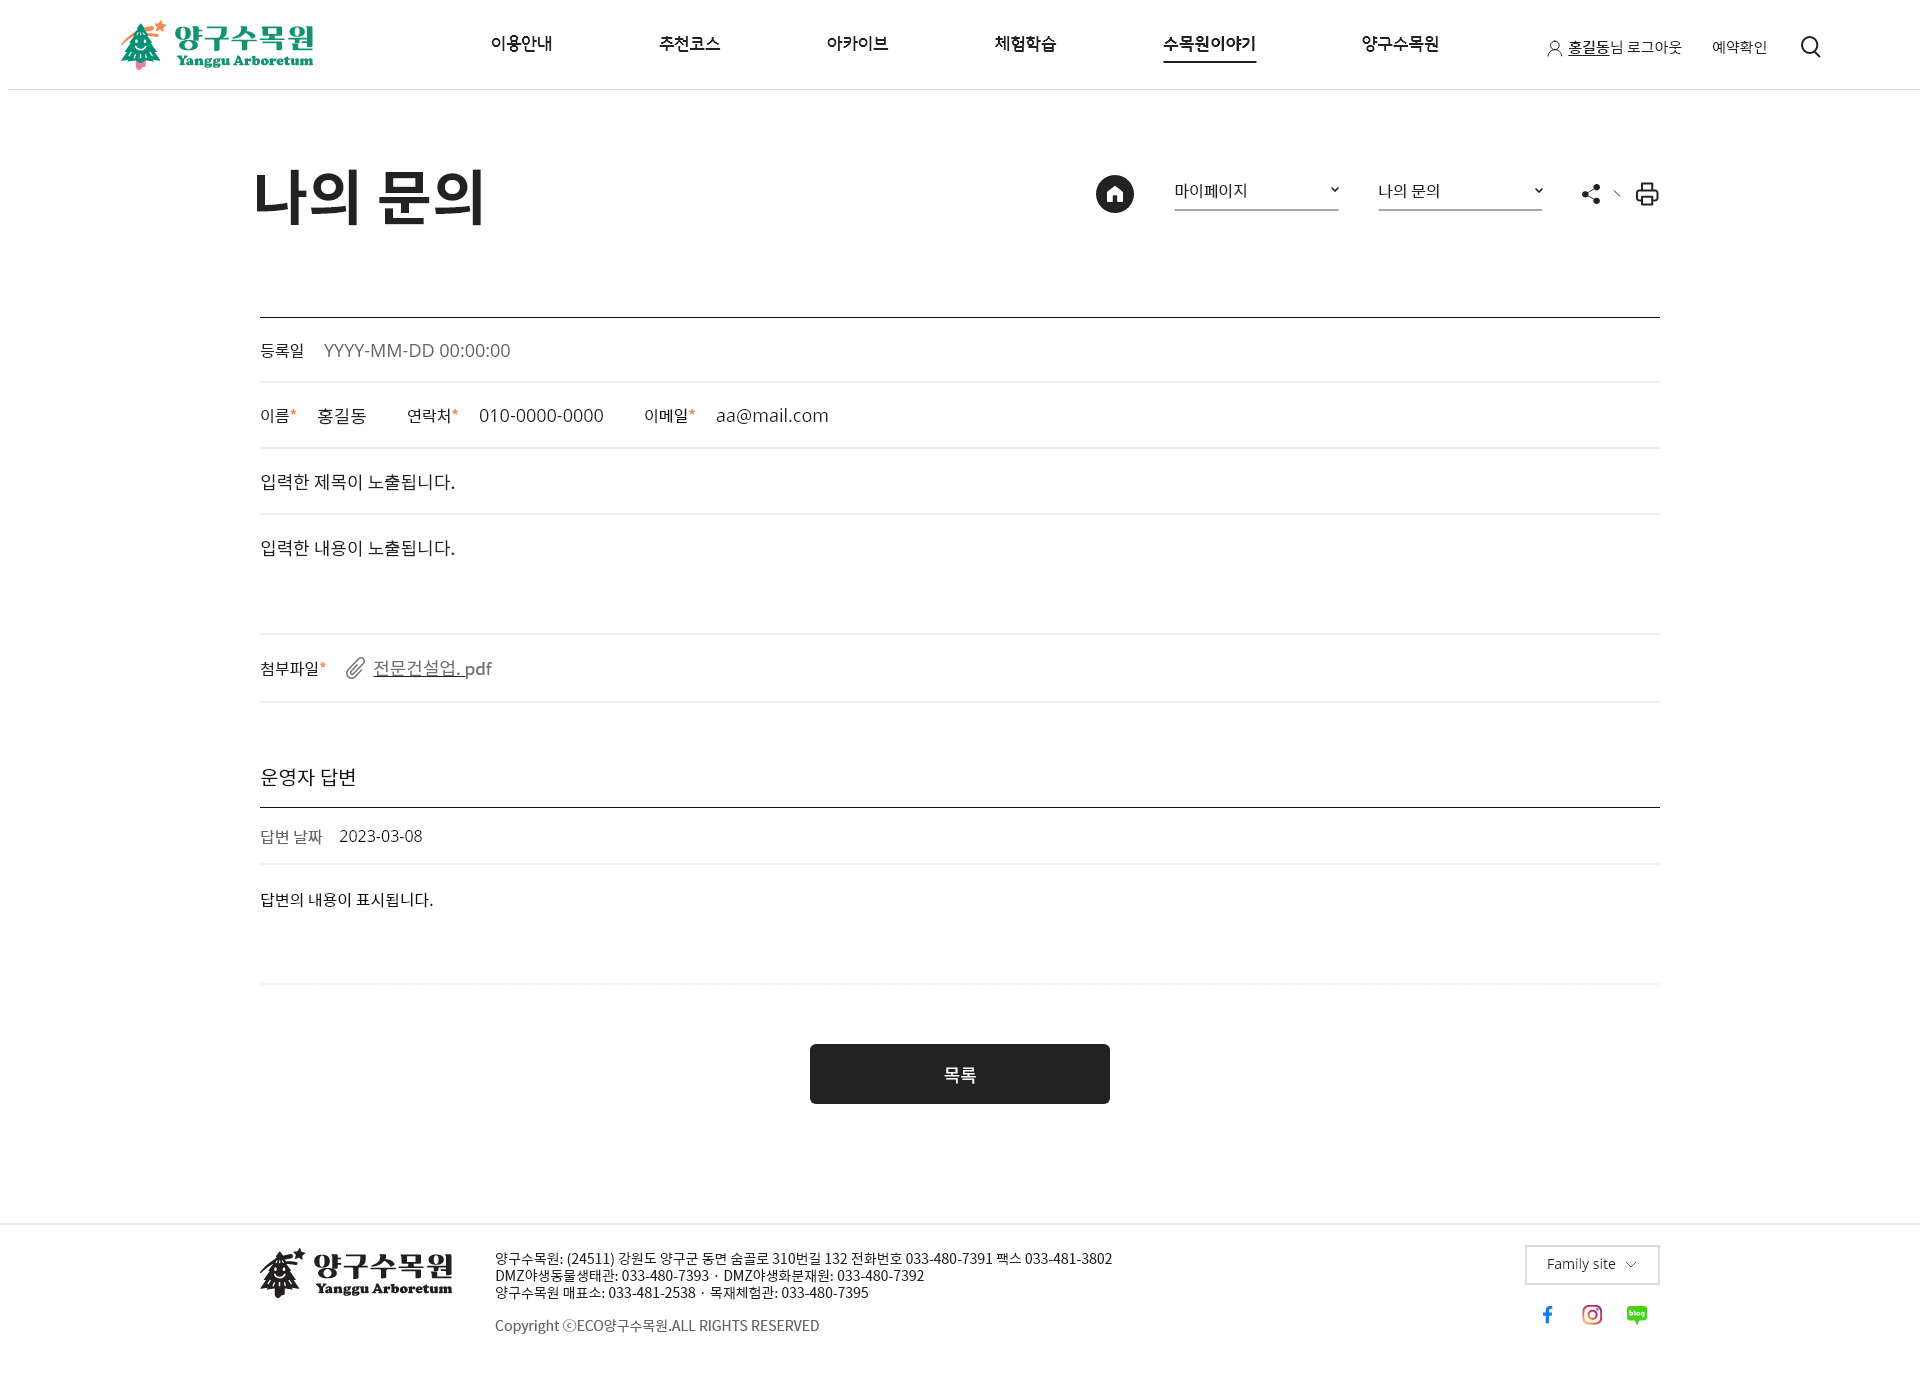 양구수목원
Yanggu Arboretum
이용안내 추천코스 아카이브 체험학습 수목원이야기 양구수목원
홍길동님 로그아웃 예약확인
나의 문의
마이페이지 나의 문의
등록일 YYYY-MM-DD 00:00:00
이름* 홍길동 연락처* 010-0000-0000 이메일* aa@mail.com
입력한 제목이 노출됩니다.
입력한 내용이 노출됩니다.
첨부파일* 전문건설업. pdf
운영자 답변
답변 날짜 2023-03-08
답변의 내용이 표시됩니다.
목록
양구수목원
Yanggu Arboretum
양구수목원: (24511) 강원도 양구군 동면 숨골로 310번길 132 전화번호 033-480-7391 팩스 033-481-3802
DMZ야생동물생태관: 033-480-7393 · DMZ야생화분재원: 033-480-7392
양구수목원 매표소: 033-481-2538 · 목재체험관: 033-480-7395
Copyright ⓒECO양구수목원.ALL RIGHTS RESERVED
Family site
blog